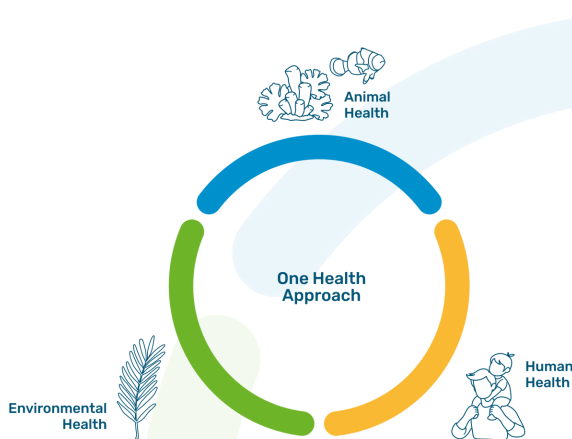 Animal
Health
One Health
Approach
Human
Health
Environmental
Health